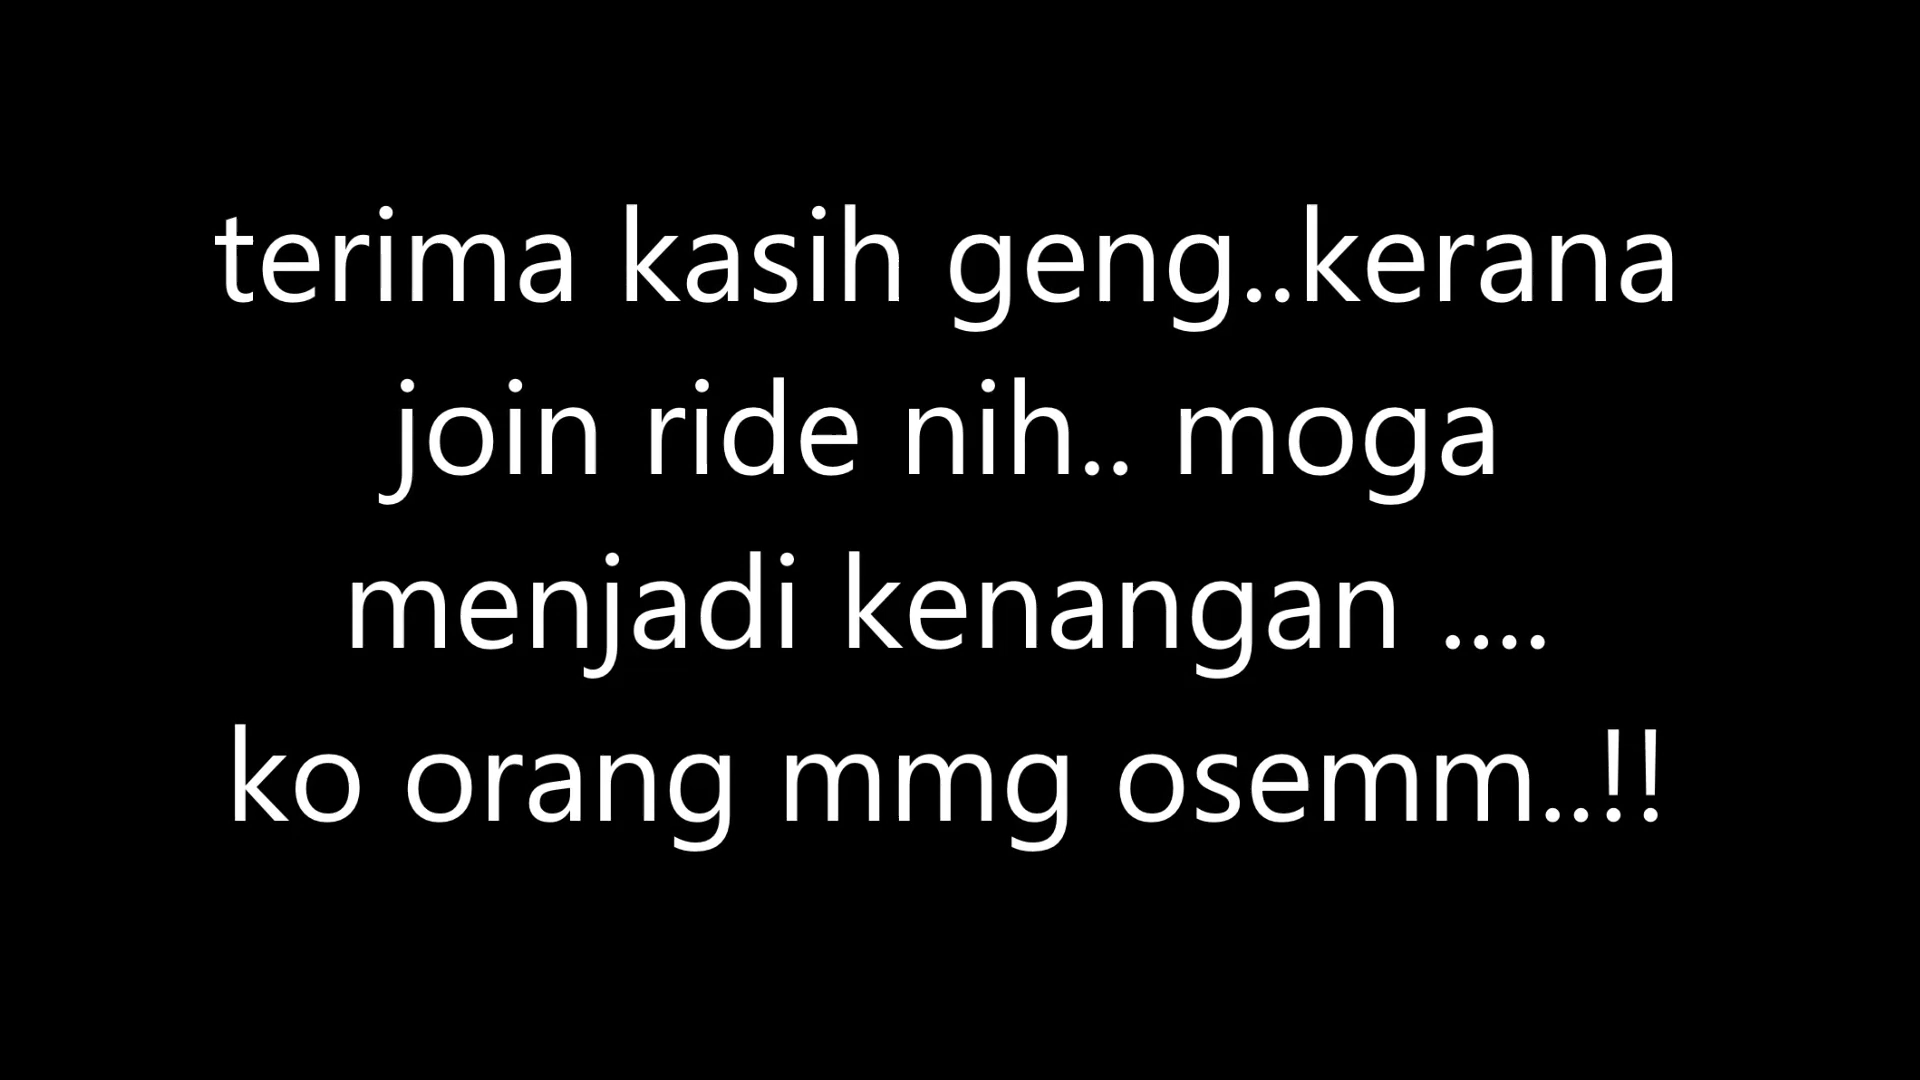 terima kasih geng..kerana
join ride nih.. moga
menjadi kenangan ....
ko orang mmg osemm..!!